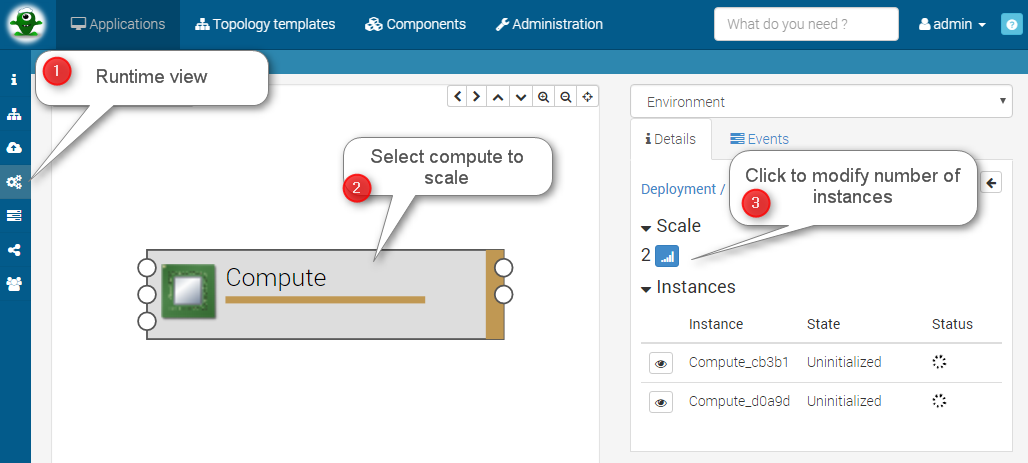 Applications
Topology templates
Components
Administration
What do you need ?
admin
?
1
Runtime view
Environment
Details
Events
Select compute to
scale
2
Click to modify number of
instances
3
Deployment /
Scale
2
Compute
Instances
Instance State Status
Compute_cb3b1 Uninitialized
Compute_d0a9d Uninitialized